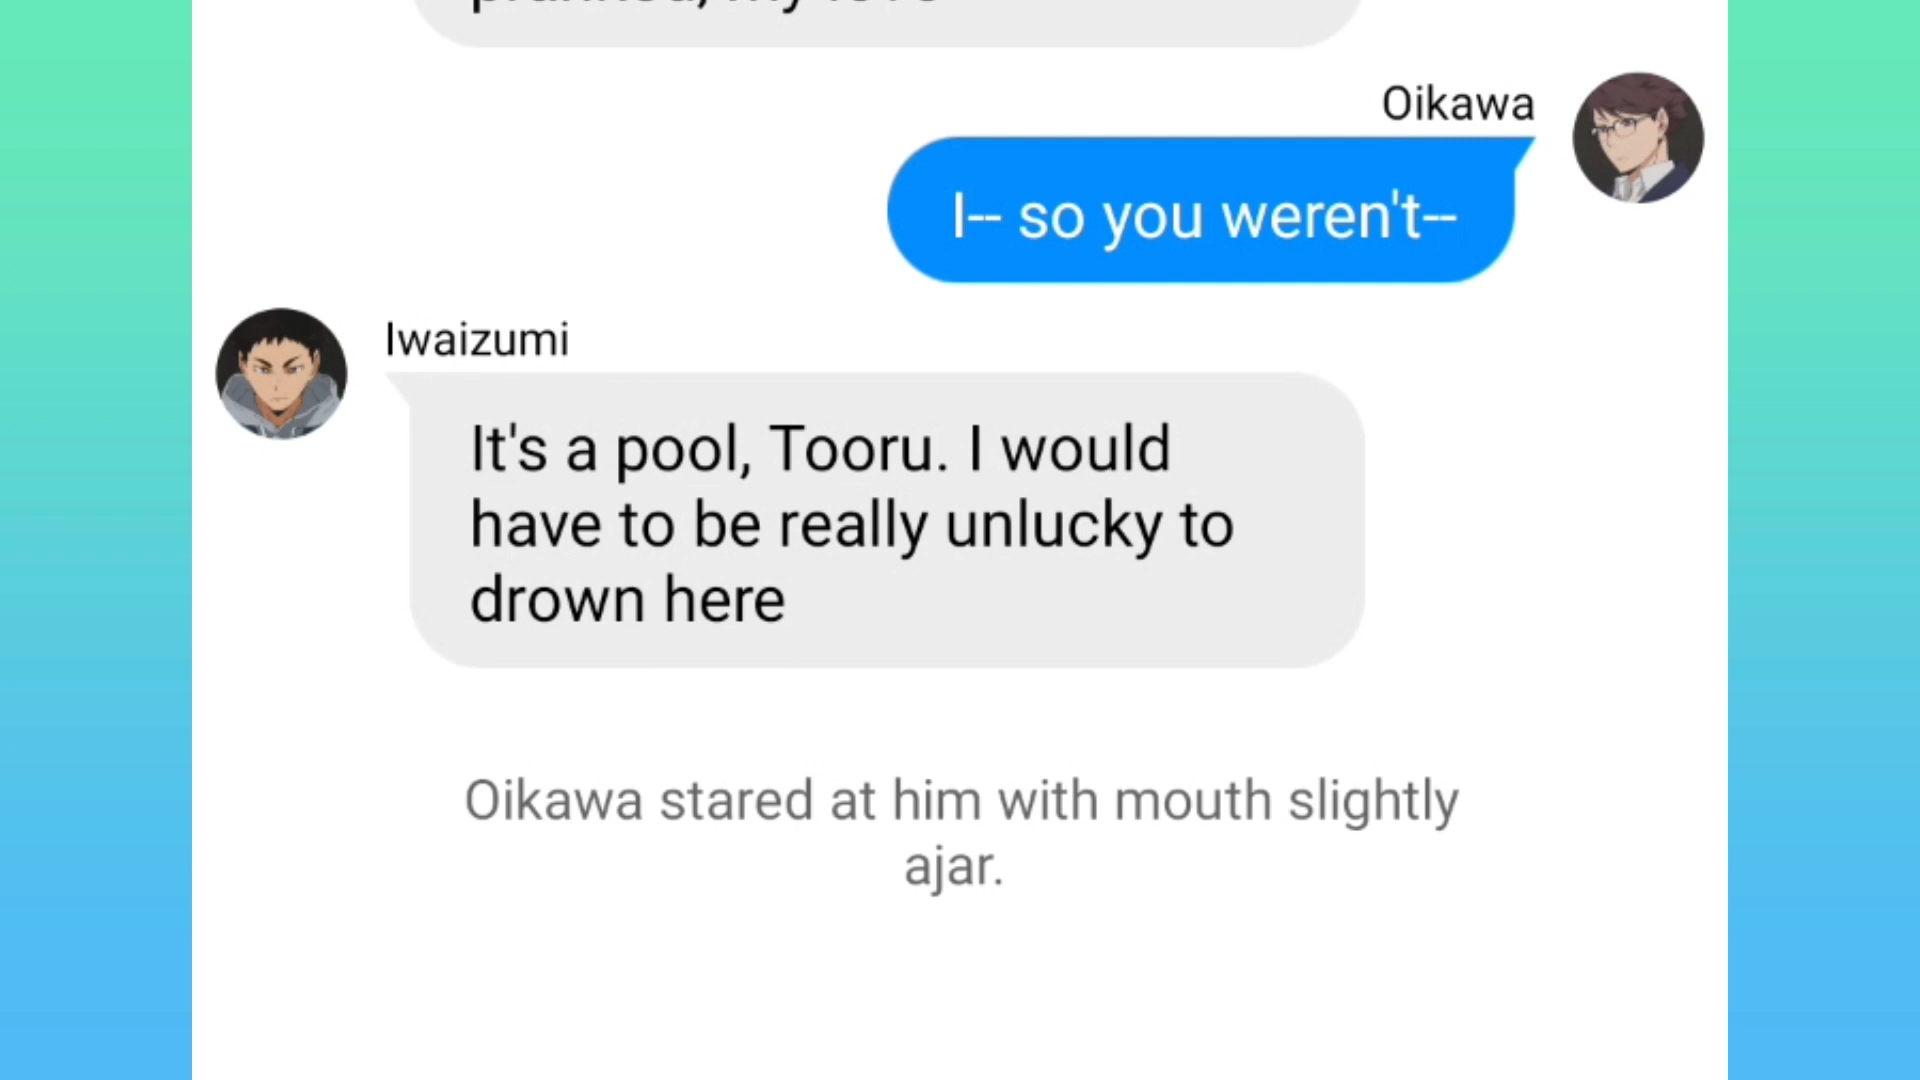 Oikawa
I-- so you weren't--
Iwaizumi
It's a pool, Tooru. I would
have to be really unlucky to
drown here
Oikawa stared at him with mouth slightly
ajar.